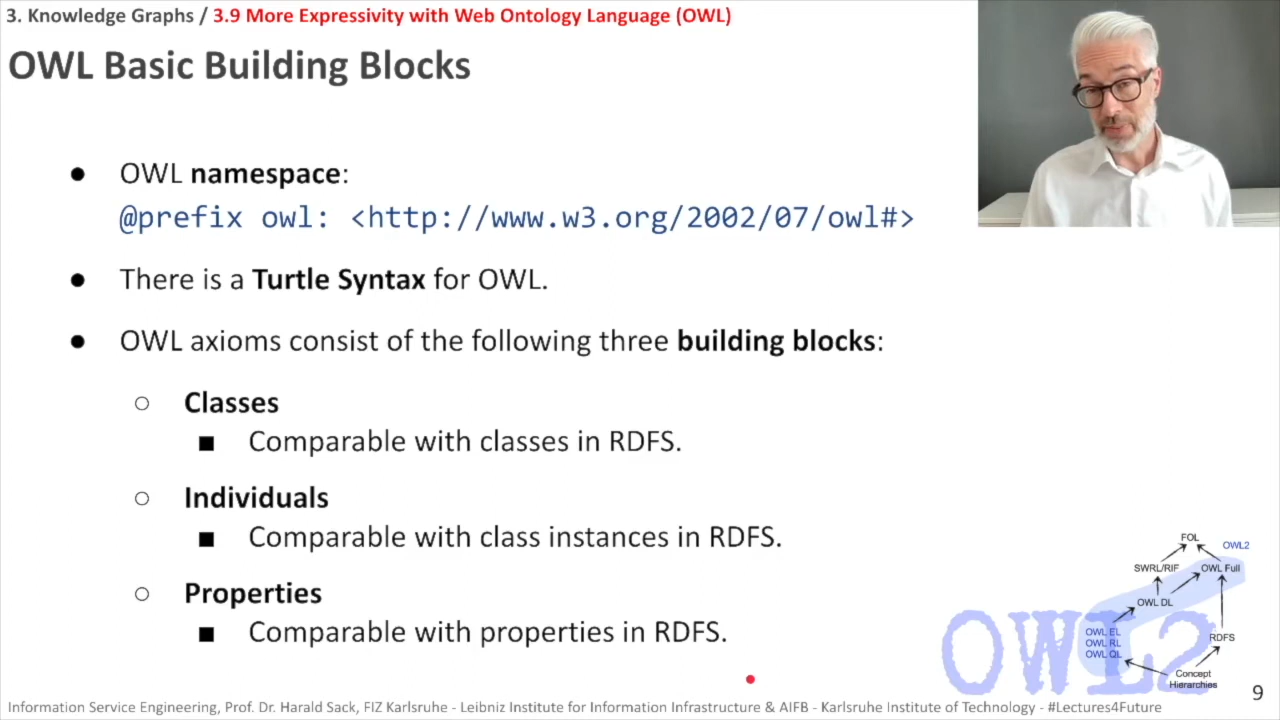 3. Knowledge Graphs / 3.9 More Expressivity with Web Ontology Language (OWL)
OWL Basic Building Blocks
● OWL namespace:
@prefix owl: <http://www.w3.org/2002/07/owl#>
● There is a Turtle Syntax for OWL.
● OWL axioms consist of the following three building blocks:
○ Classes
■ Comparable with classes in RDFS.
○ Individuals
■ Comparable with class instances in RDFS.
○ Properties
■ Comparable with properties in RDFS.
FOL
OWL2
SWRL/RIF
OWL Full
OWL DL
OWL EL
OWL RL
OWL QL
RDFS
Concept
Hierarchies
OWL2
9
Information Service Engineering, Prof. Dr. Harald Sack, FIZ Karlsruhe - Leibniz Institute for Information Infrastructure & AIFB - Karlsruhe Institute of Technology - #Lectures4Future